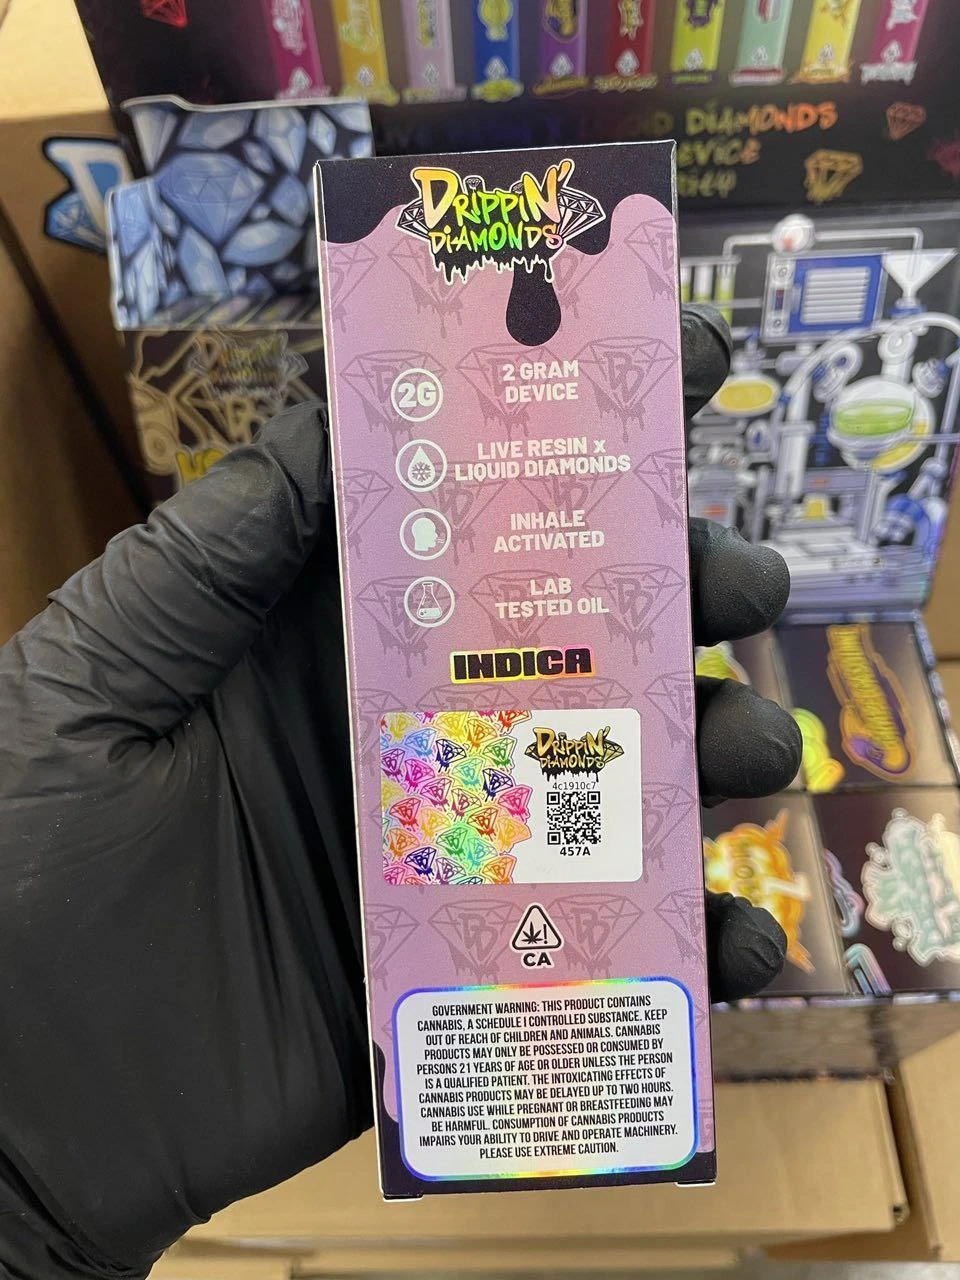 DIAMONDS
DRIPPIN'
DIAMONDS
2G
2 GRAM
DEVICE
LIVE RESIN x
LIQUID DIAMONDS
INHALE
ACTIVATED
LAB
TESTED OIL
INDICA
DRIPPIN'
DIAMONDS
4c1910c7
457A
CA
GOVERNMENT WARNING: THIS PRODUCT CONTAINS
CANNABIS, A SCHEDULE I CONTROLLED SUBSTANCE. KEEP
OUT OF REACH OF CHILDREN AND ANIMALS. CANNABIS
PRODUCTS MAY ONLY BE POSSESSED OR CONSUMED BY
PERSONS 21 YEARS OF AGE OR OLDER UNLESS THE PERSON
IS A QUALIFIED PATIENT. THE INTOXICATING EFFECTS OF
CANNABIS PRODUCTS MAY BE DELAYED UP TO TWO HOURS.
CANNABIS USE WHILE PREGNANT OR BREASTFEEDING MAY
BE HARMFUL. CONSUMPTION OF CANNABIS PRODUCTS
IMPAIRS YOUR ABILITY TO DRIVE AND OPERATE MACHINERY.
PLEASE USE EXTREME CAUTION.